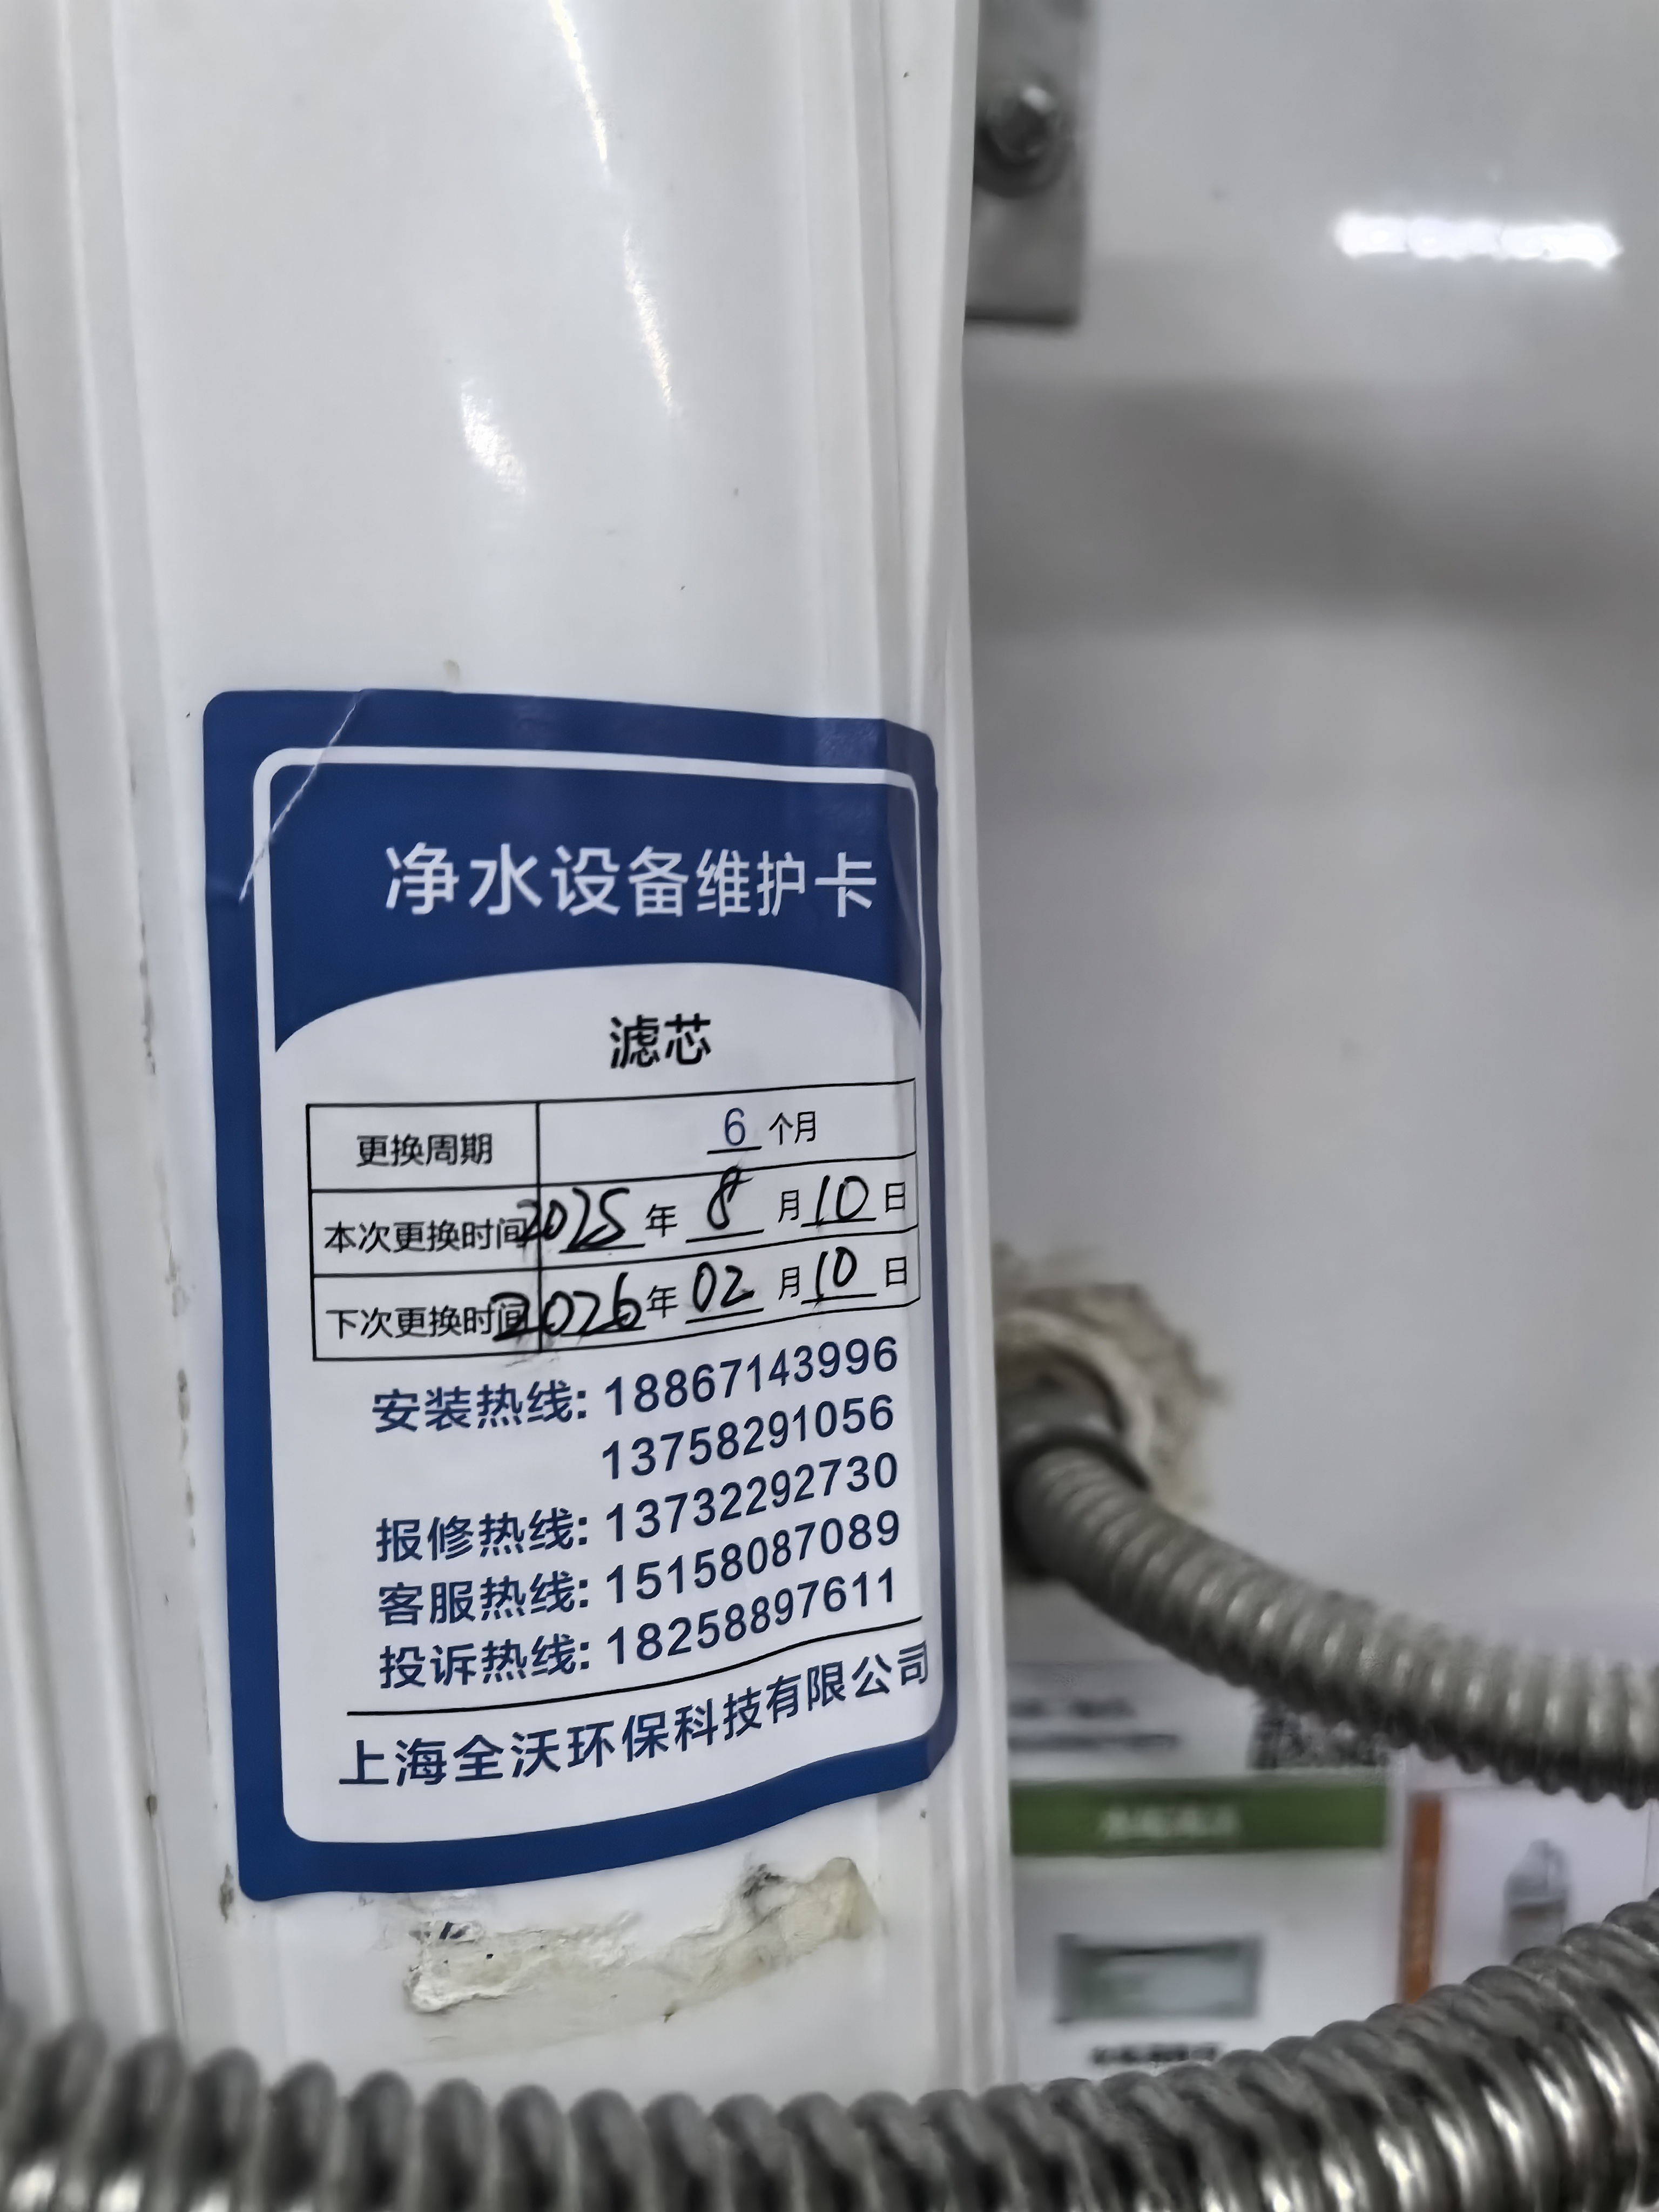 净水设备维护卡
滤芯
更换周期 6 个月
本次更换时间 2025 年 8 月 10 日
下次更换时间 2026 年 02 月 10 日
安装热线: 18867143996
13758291056
报修热线: 13732292730
客服热线: 15158087089
投诉热线: 18258897611
上海全沃环保科技有限公司